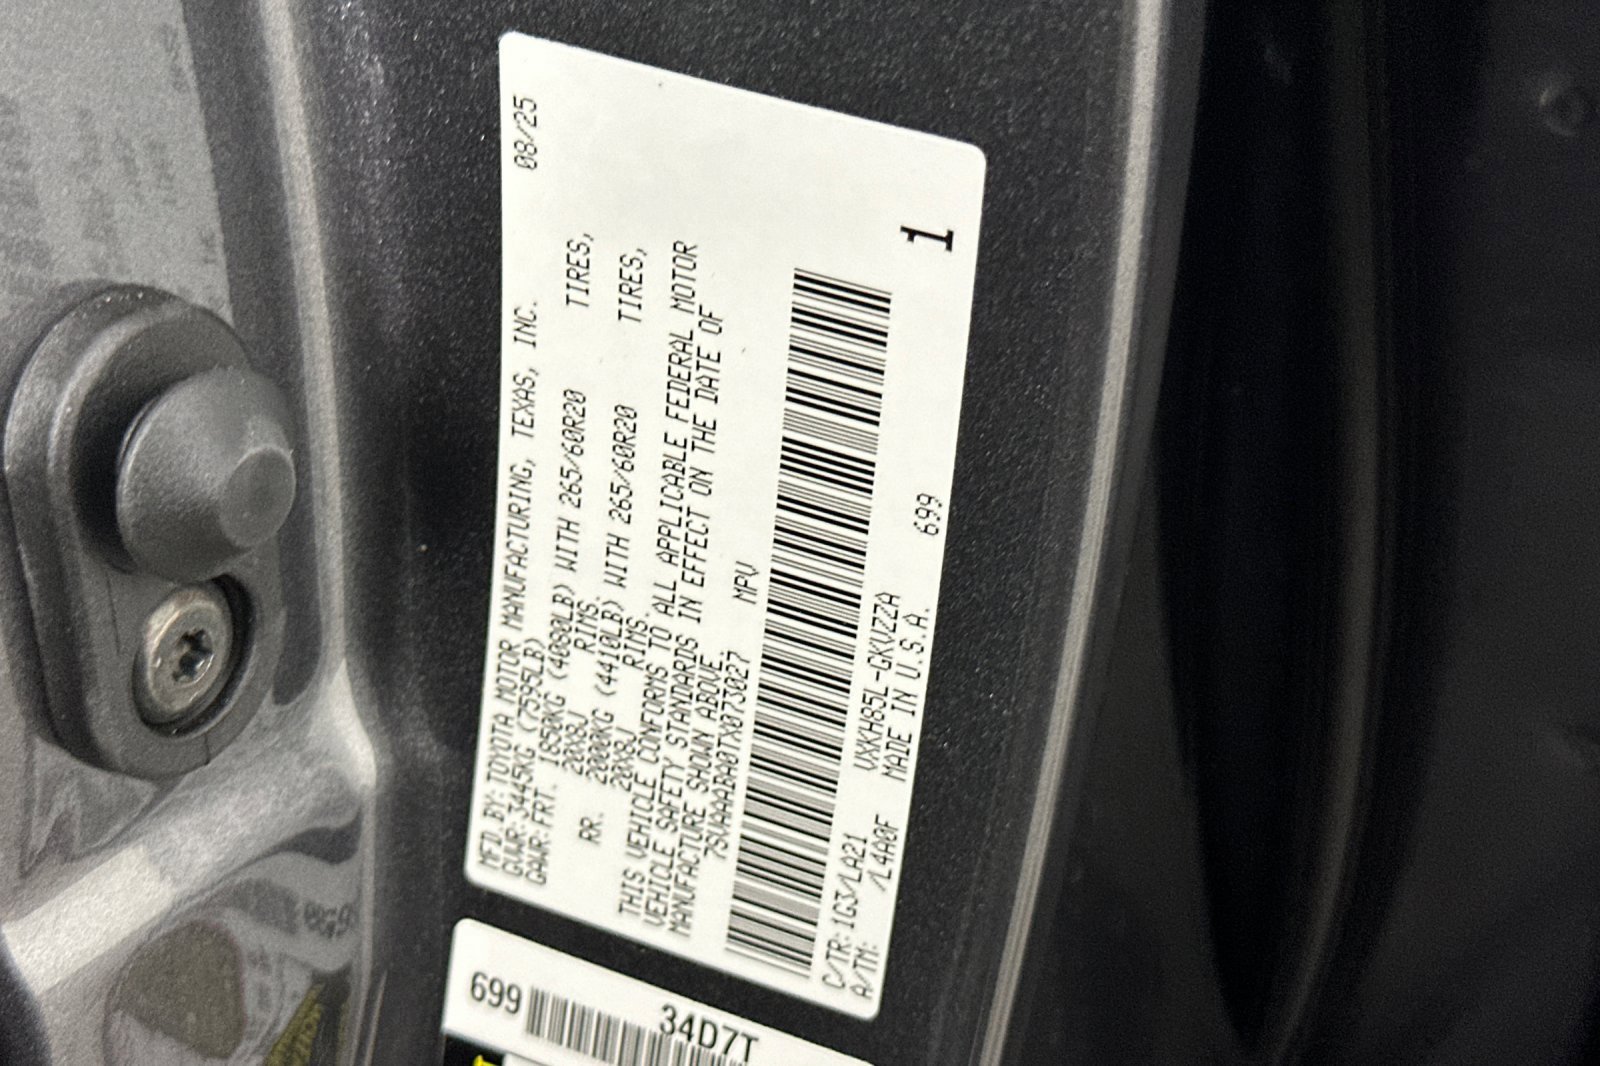 08/25
MFD.BY:TOYOTA MOTOR MANUFACTURING, TEXAS, INC.
GVWR:3445KG (7595LB)
GAWR:FRT. 1850KG (4080LB) WITH 265/60R20 TIRES,
20X8J RIMS.
RR. 2000KG (4410LB) WITH 265/60R20 TIRES,
20X8J RIMS.
THIS VEHICLE CONFORMS TO ALL APPLICABLE FEDERAL MOTOR
VEHICLE SAFETY STANDARDS IN EFFECT ON THE DATE OF
MANUFACTURE SHOWN ABOVE.
7SVAAABA0TX073027 MPV
1
C/TR:1G3/LA21 VXKH85L-GKVZZA 699
A/TM: /L4A0F MADE IN U.S.A.
699 34D7T